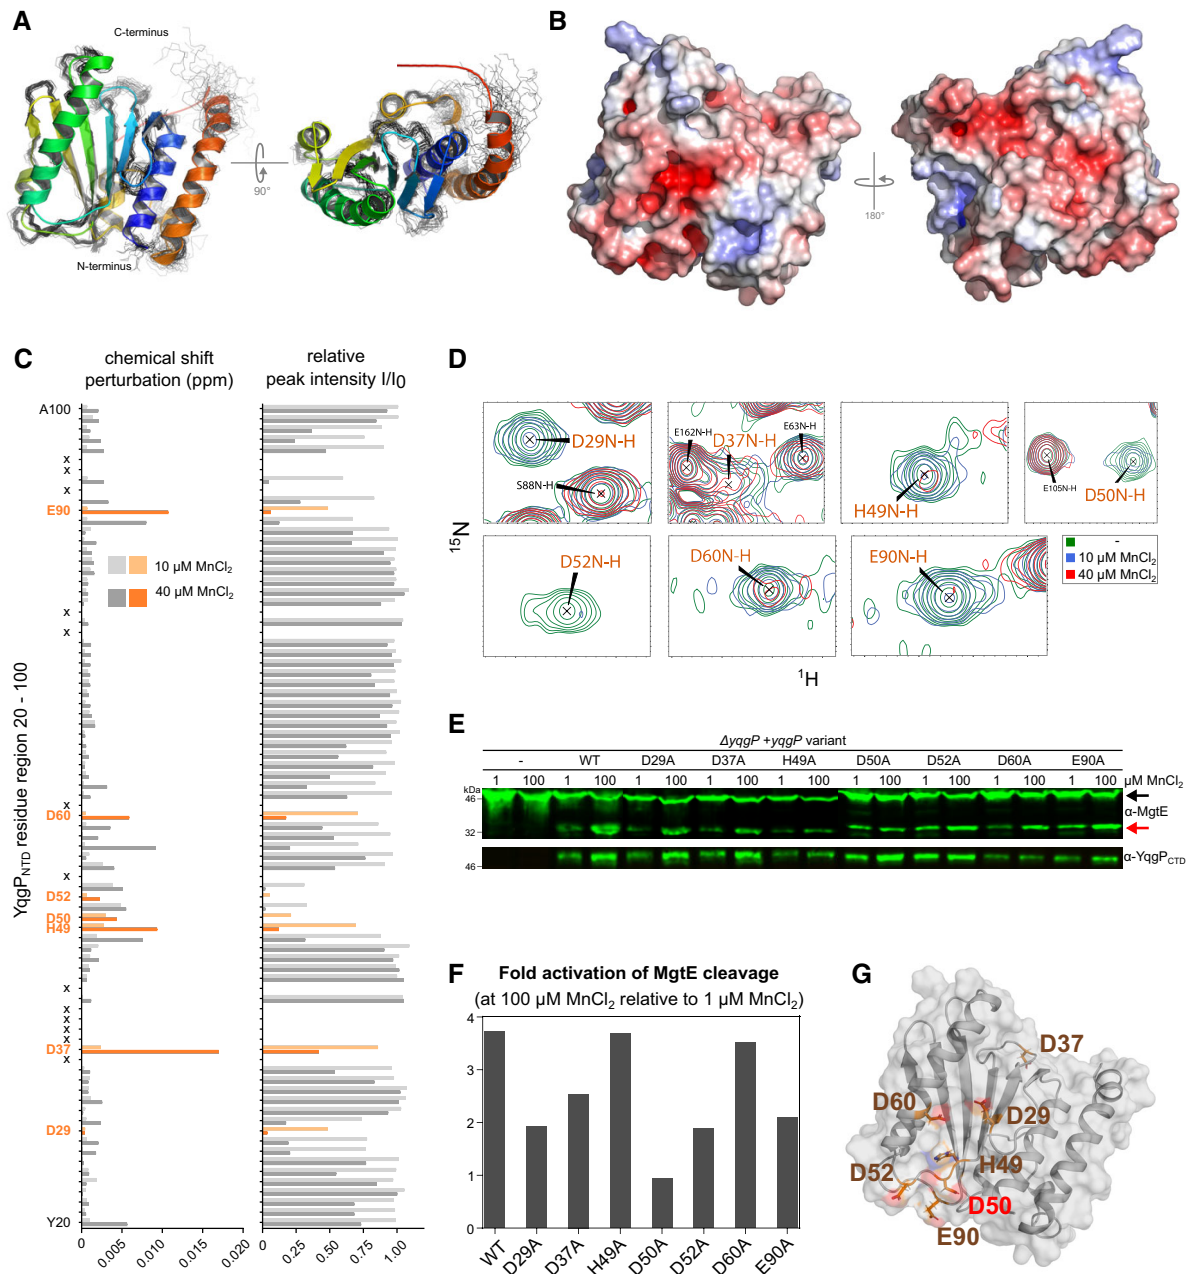 A
C-terminus
N-terminus
90°
B
180°
C
chemical shift
perturbation (ppm)
relative
peak intensity I/I0
YqgPNTD residue region 20 - 100
A100
x
x
x
E90
10 µM MnCl2
40 µM MnCl2
x
x
x
D60
x
D52
D50
H49
x
x
x
x
x
D37
x
D29
Y20
0
0.005
0.010
0.015
0.020
0
0.25
0.50
0.75
1.00
D
15N
D29N-H
S88N-H
E162N-H
D37N-H
E63N-H
H49N-H
E105N-H
D50N-H
D52N-H
D60N-H
E90N-H
-
10 µM MnCl2
40 µM MnCl2
1H
E
ΔyqgP +yqgP variant
- WT D29A D37A H49A D50A D52A D60A E90A
1 100 1 100 1 100 1 100 1 100 1 100 1 100 1 100 1 100 µM MnCl2
kDa
46
α-MgtE
32
α-YqgPCTD
46
F
Fold activation of MgtE cleavage
(at 100 µM MnCl2 relative to 1 µM MnCl2)
4
3
2
1
0
WT D29A D37A H49A D50A D52A D60A E90A
G
D37
D60
D29
H49
D52
D50
E90